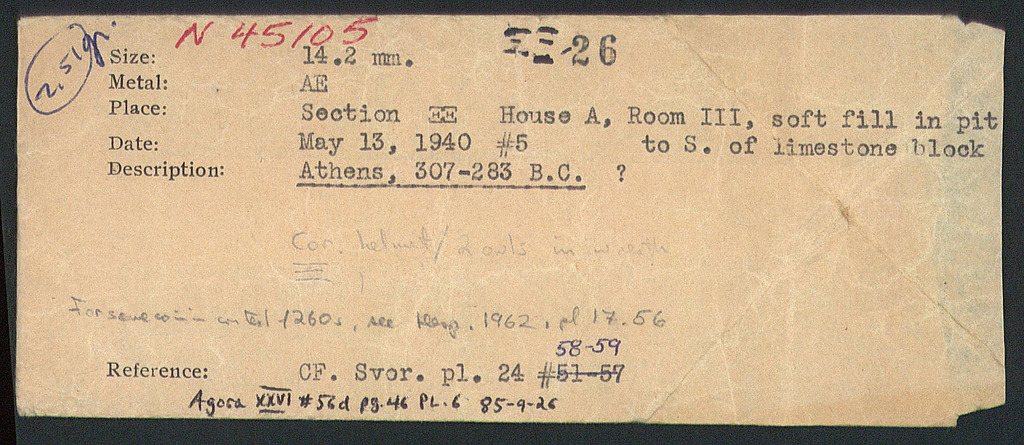 N 45105
ΞΞ-26
2.51gr.
Size: 14.2 mm.
Metal: AE
Place: Section ΞΞ House A, Room III, soft fill in pit
Date: May 13, 1940 #5 to S. of limestone block
Description: Athens, 307-283 B.C. ?
Cor. helmet/2 owls in wreath
For same coin in context 1260s, see Hesp. 1962, pl 17.56
58-59
Reference: CF. Svor. pl. 24 #51-57
Agora XXVI #56d pg.46 PL.6 85-9-26